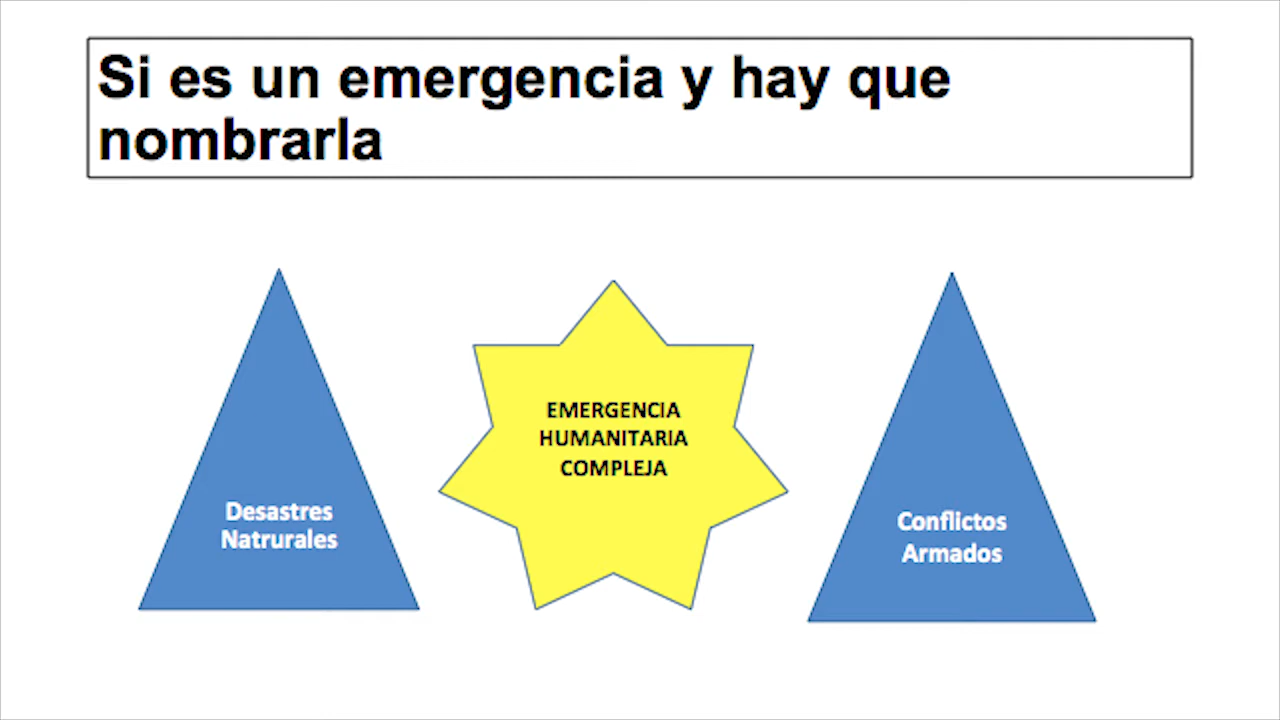 Si es un emergencia y hay que
nombrarla
Desastres
Natrurales
EMERGENCIA
HUMANITARIA
COMPLEJA
Conflictos
Armados